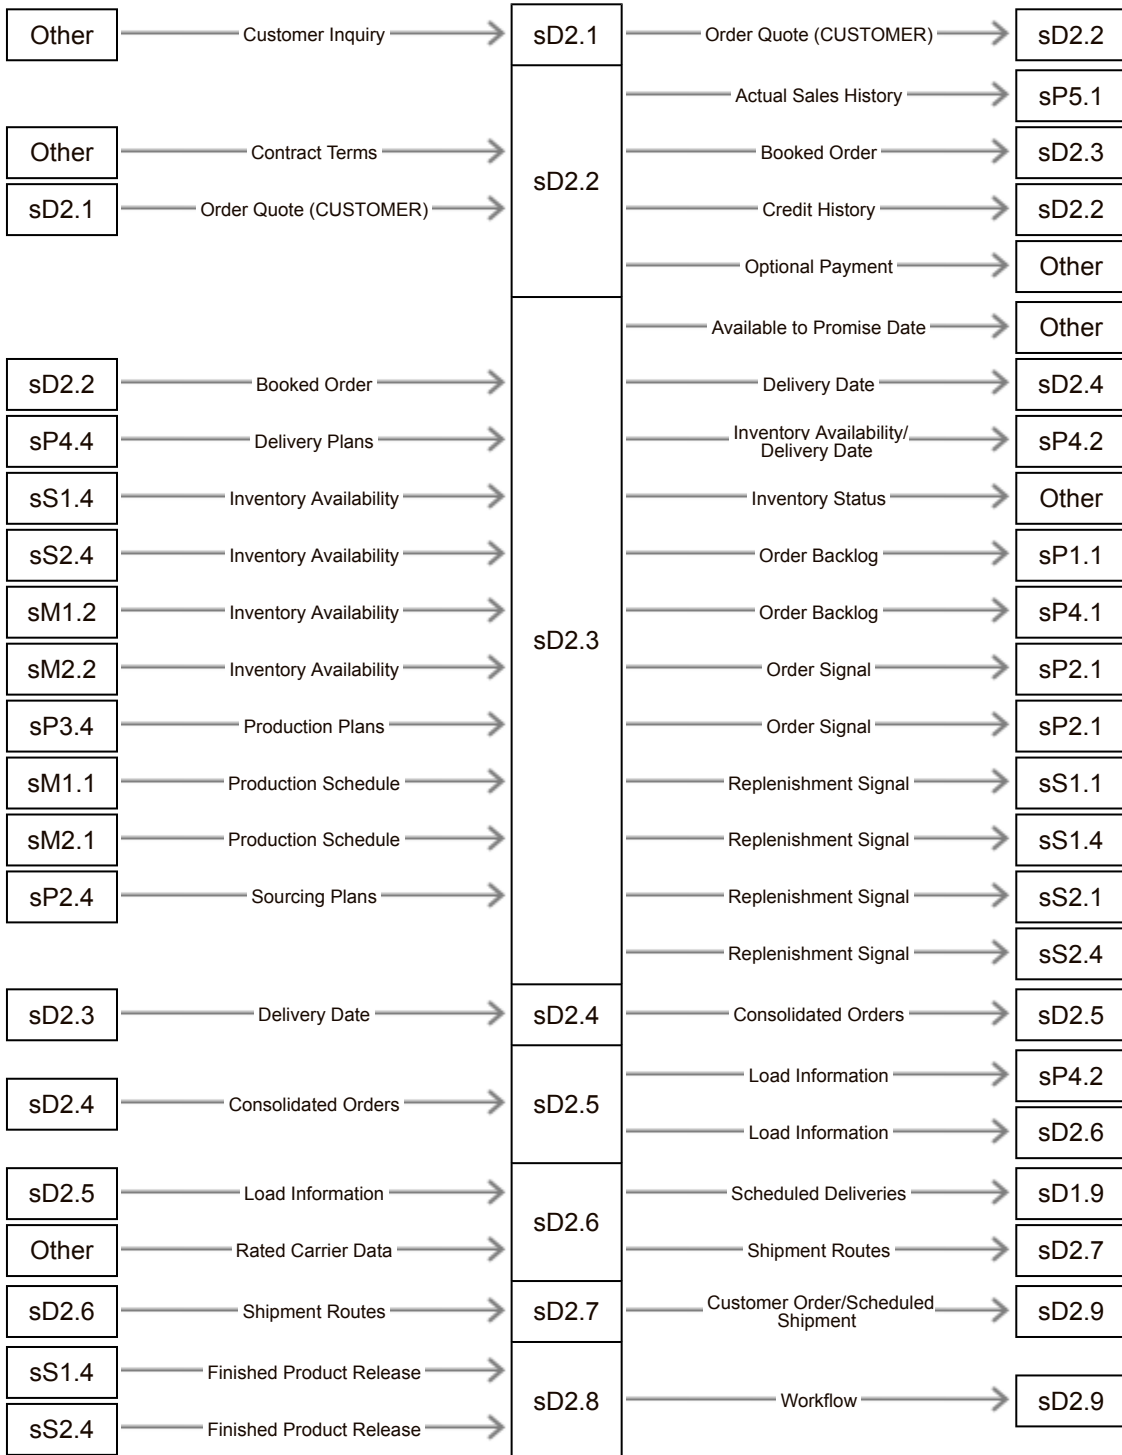 Other Customer Inquiry sD2.1 Order Quote (CUSTOMER) sD2.2
Actual Sales History sP5.1
Other Contract Terms Booked Order sD2.3
sD2.2
sD2.1 Order Quote (CUSTOMER) Credit History sD2.2
Optional Payment Other
Available to Promise Date Other
sD2.2 Booked Order Delivery Date sD2.4
sP4.4 Delivery Plans Inventory Availability/
Delivery Date sP4.2
sS1.4 Inventory Availability Inventory Status Other
sS2.4 Inventory Availability Order Backlog sP1.1
sM1.2 Inventory Availability Order Backlog sP4.1
sD2.3
sM2.2 Inventory Availability Order Signal sP2.1
sP3.4 Production Plans Order Signal sP2.1
sM1.1 Production Schedule Replenishment Signal sS1.1
sM2.1 Production Schedule Replenishment Signal sS1.4
sP2.4 Sourcing Plans Replenishment Signal sS2.1
Replenishment Signal sS2.4
sD2.3 Delivery Date sD2.4 Consolidated Orders sD2.5
Load Information sP4.2
sD2.4 Consolidated Orders sD2.5
Load Information sD2.6
sD2.5 Load Information Scheduled Deliveries sD1.9
sD2.6
Other Rated Carrier Data Shipment Routes sD2.7
sD2.6 Shipment Routes sD2.7 Customer Order/Scheduled
Shipment sD2.9
sS1.4 Finished Product Release
sD2.8 Workflow sD2.9
sS2.4 Finished Product Release